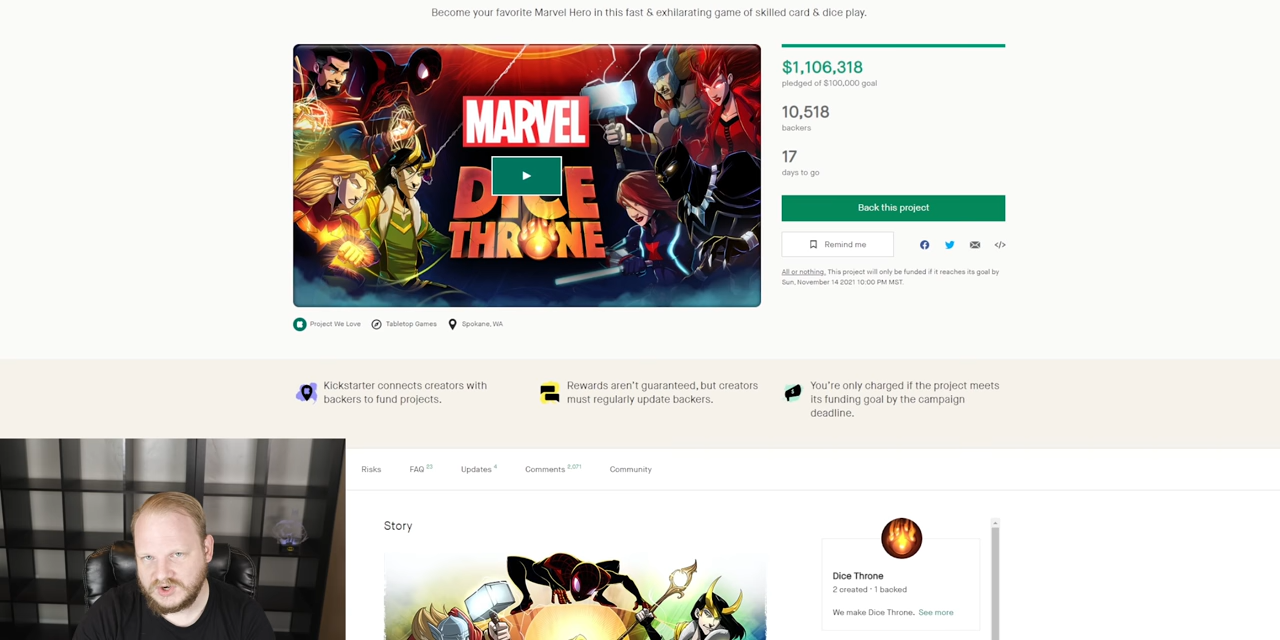 Become your favorite Marvel Hero in this fast & exhilarating game of skilled card & dice play.
MARVEL
DICE
THRONE
$1,106,318
pledged of $100,000 goal
10,518
backers
17
days to go
Back this project
Remind me
All or nothing. This project will only be funded if it reaches its goal by
Sun, November 14 2021 10:00 PM MST.
Project We Love
Tabletop Games
Spokane, WA
Kickstarter connects creators with
backers to fund projects.
Rewards aren't guaranteed, but creators
must regularly update backers.
You're only charged if the project meets
its funding goal by the campaign
deadline.
Risks
FAQ 23
Updates 4
Comments 2,071
Community
Story
Dice Throne
2 created · 1 backed
We make Dice Throne. See more